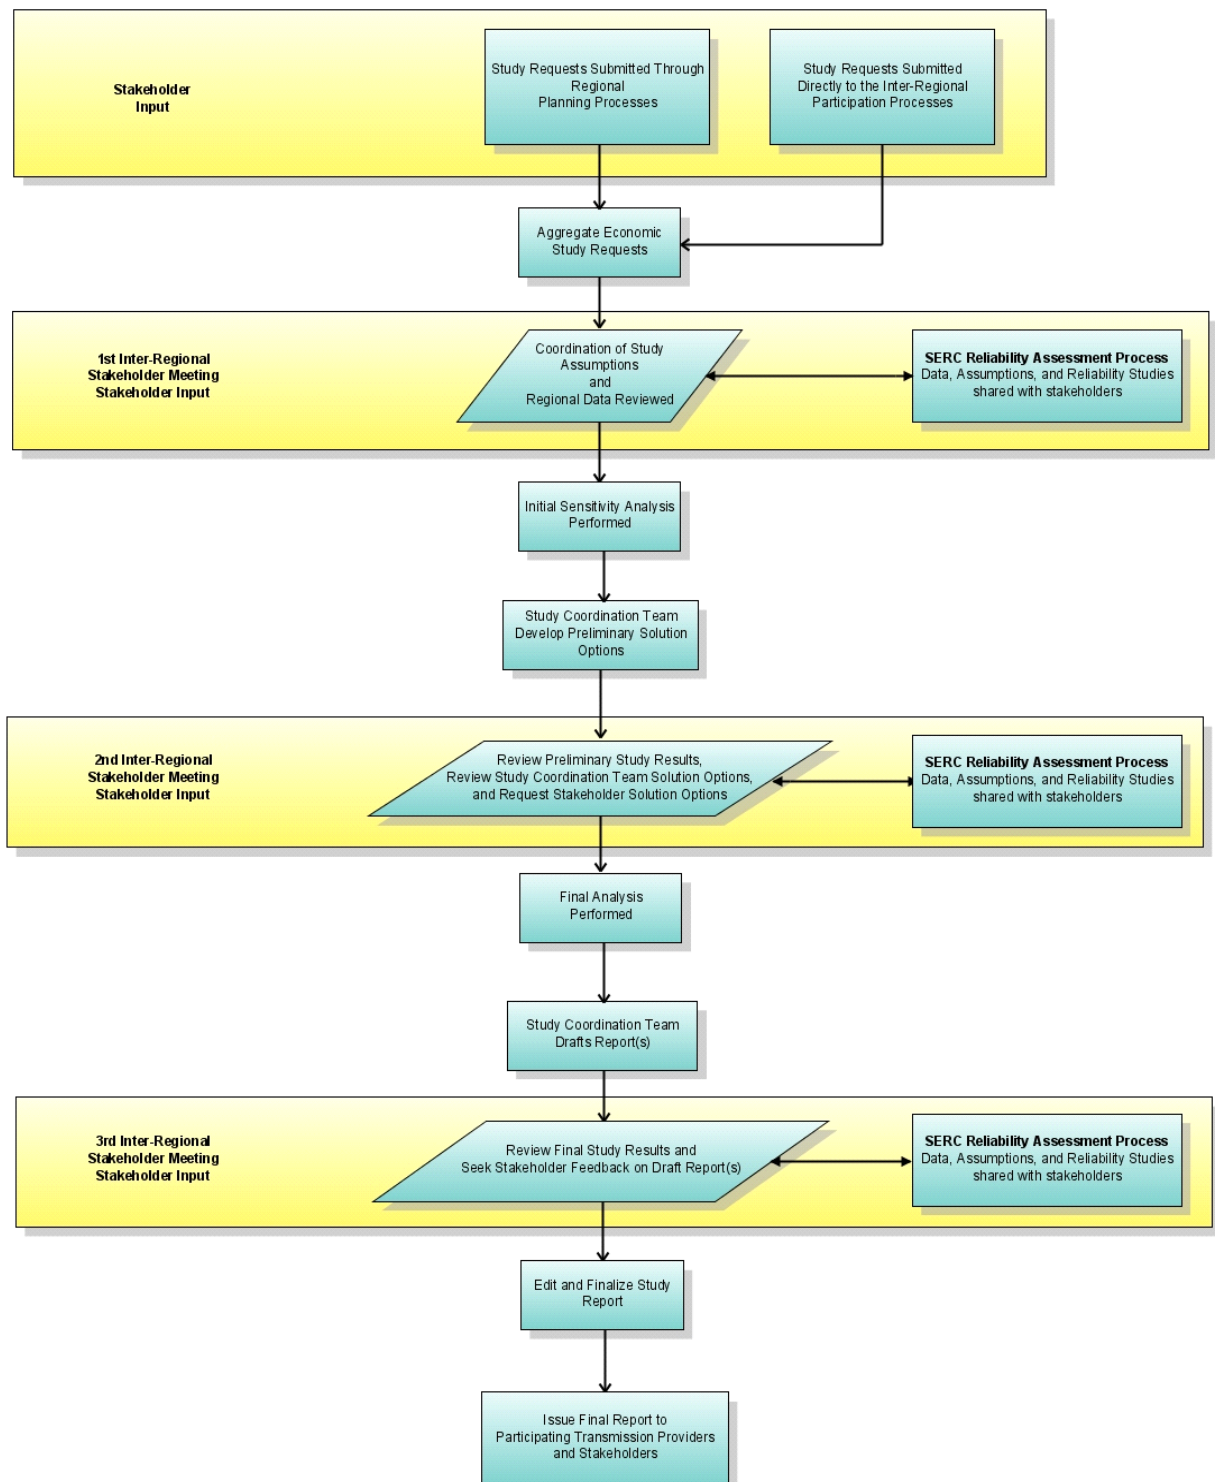 Stakeholder
Input
Study Requests Submitted Through
Regional
Planning Processes
Study Requests Submitted
Directly to the Inter-Regional
Participation Processes
Aggregate Economic
Study Requests
1st Inter-Regional
Stakeholder Meeting
Stakeholder Input
Coordination of Study
Assumptions
and
Regional Data Reviewed
SERC Reliability Assessment Process
Data, Assumptions, and Reliability Studies
shared with stakeholders
Initial Sensitivity Analysis
Performed
Study Coordination Team
Develop Preliminary Solution
Options
2nd Inter-Regional
Stakeholder Meeting
Stakeholder Input
Review Preliminary Study Results,
Review Study Coordination Team Solution Options,
and Request Stakeholder Solution Options
SERC Reliability Assessment Process
Data, Assumptions, and Reliability Studies
shared with stakeholders
Final Analysis
Performed
Study Coordination Team
Drafts Report(s)
3rd Inter-Regional
Stakeholder Meeting
Stakeholder Input
Review Final Study Results and
Seek Stakeholder Feedback on Draft Report(s)
SERC Reliability Assessment Process
Data, Assumptions, and Reliability Studies
shared with stakeholders
Edit and Finalize Study
Report
Issue Final Report to
Participating Transmission Providers
and Stakeholders